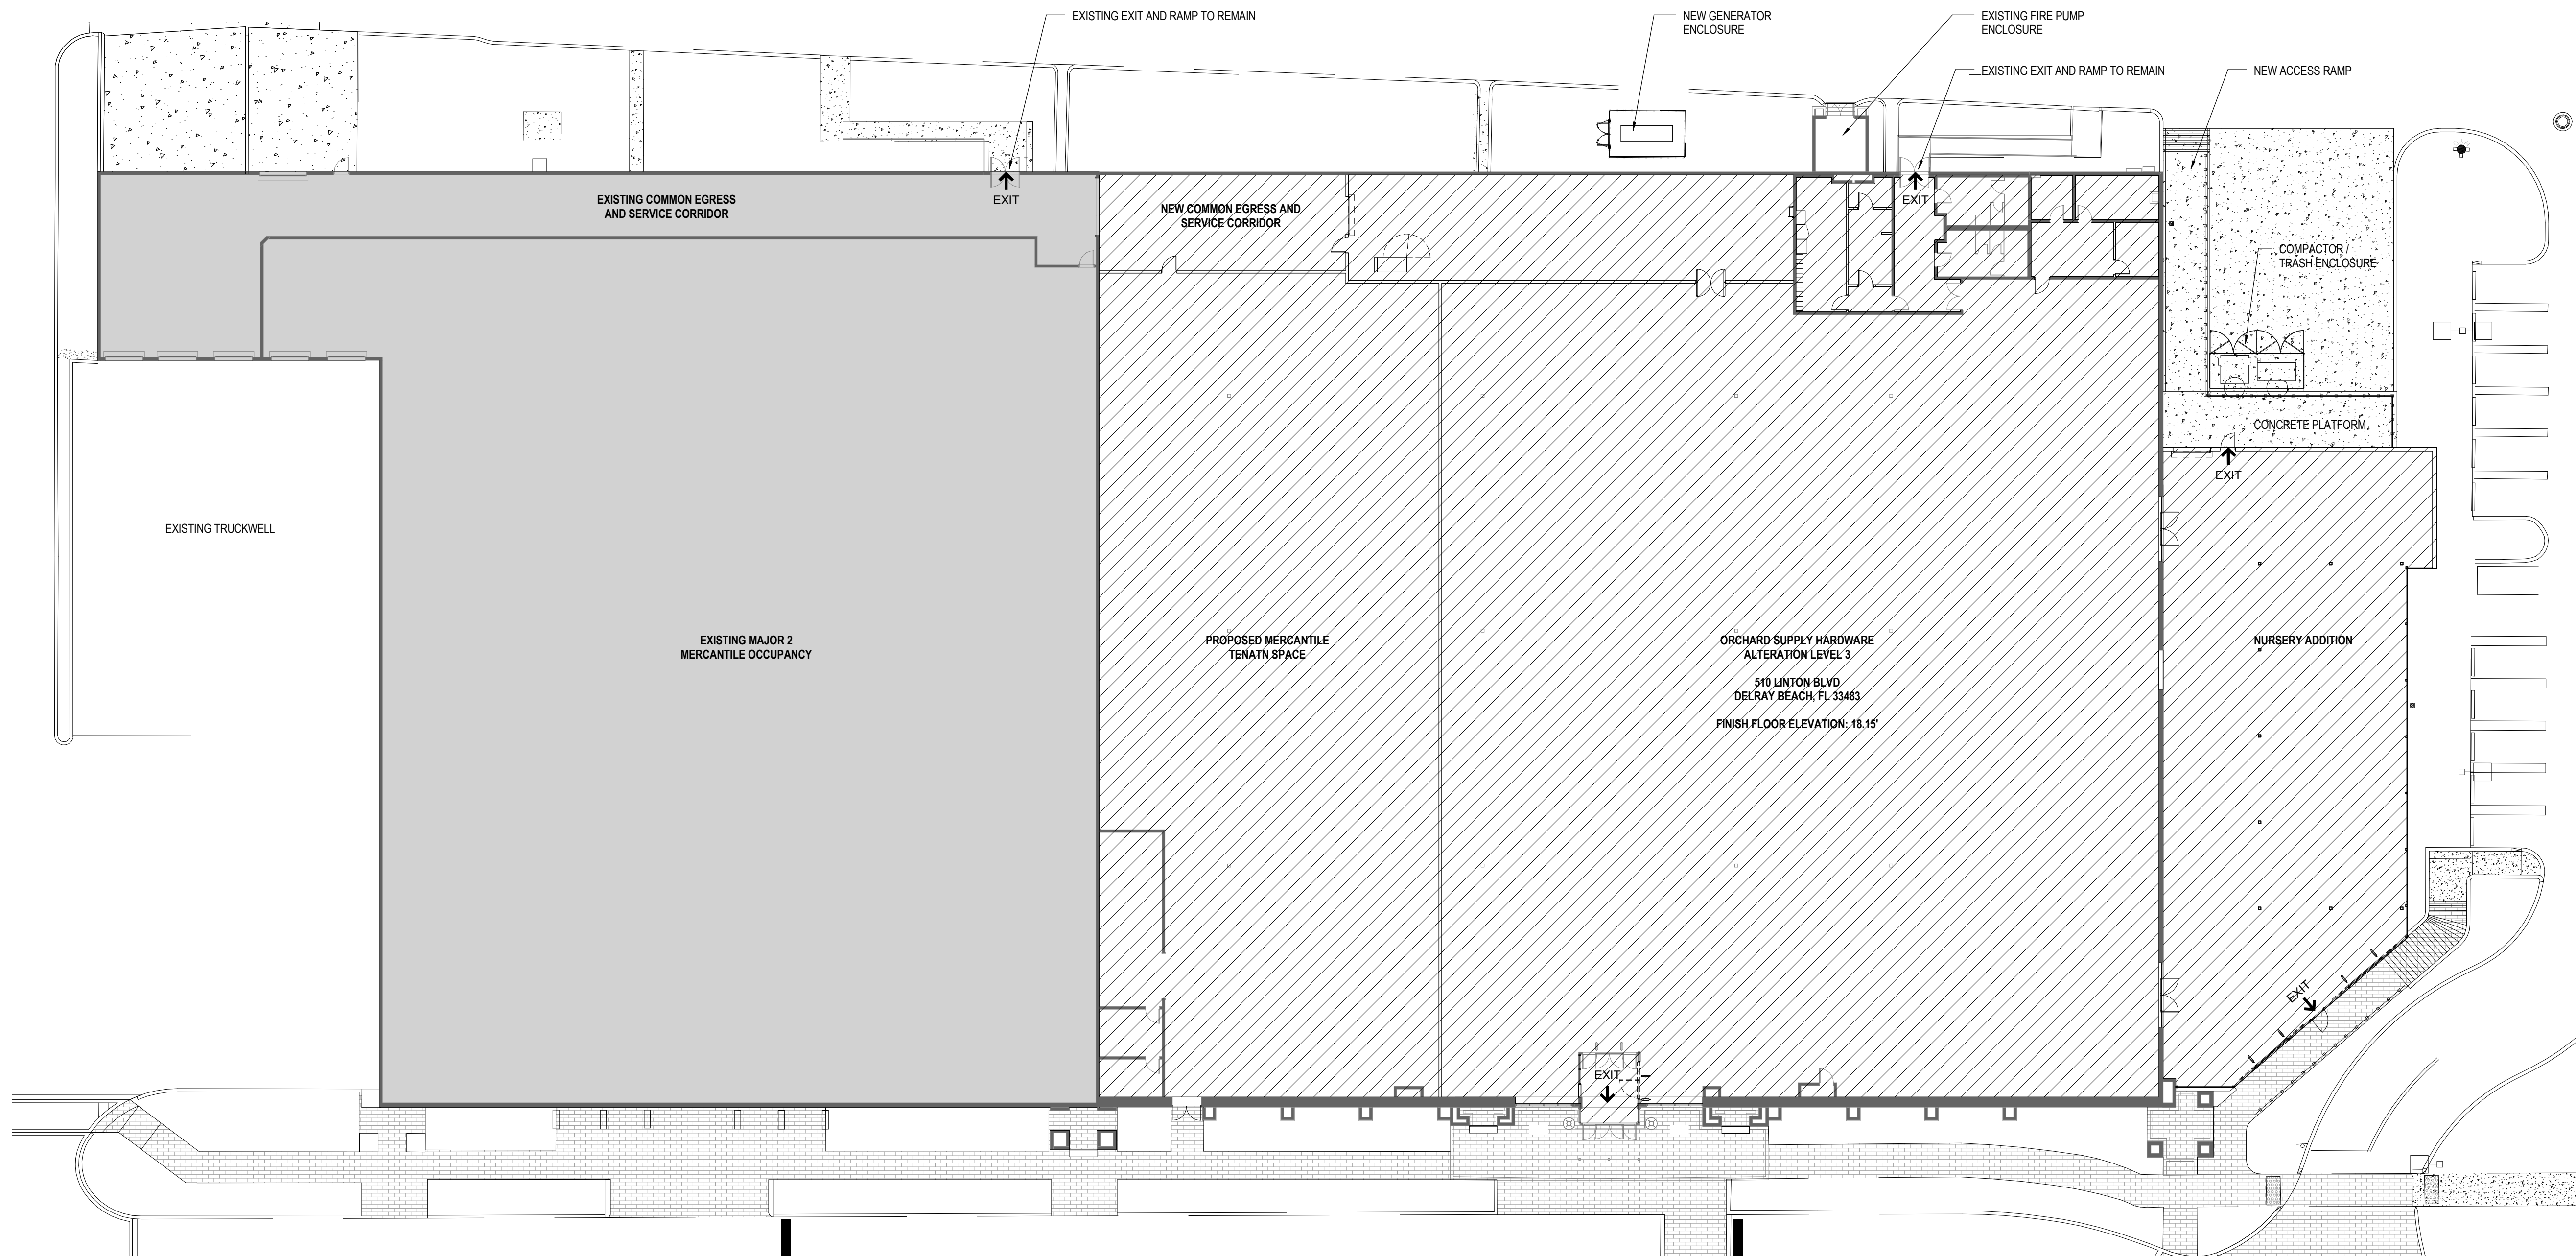 EXISTING EXIT AND RAMP TO REMAIN
NEW GENERATOR
ENCLOSURE
EXISTING FIRE PUMP
ENCLOSURE
EXISTING EXIT AND RAMP TO REMAIN
NEW ACCESS RAMP
EXISTING COMMON EGRESS
AND SERVICE CORRIDOR
EXIT
NEW COMMON EGRESS AND
SERVICE CORRIDOR
EXIT
COMPACTOR /
TRASH ENCLOSURE
CONCRETE PLATFORM
EXIT
EXISTING TRUCKWELL
EXISTING MAJOR 2
MERCANTILE OCCUPANCY
PROPOSED MERCANTILE
TENATN SPACE
ORCHARD SUPPLY HARDWARE
ALTERATION LEVEL 3
510 LINTON BLVD
DELRAY BEACH, FL 33483
FINISH FLOOR ELEVATION: 18.15'
NURSERY ADDITION
EXIT
EXIT